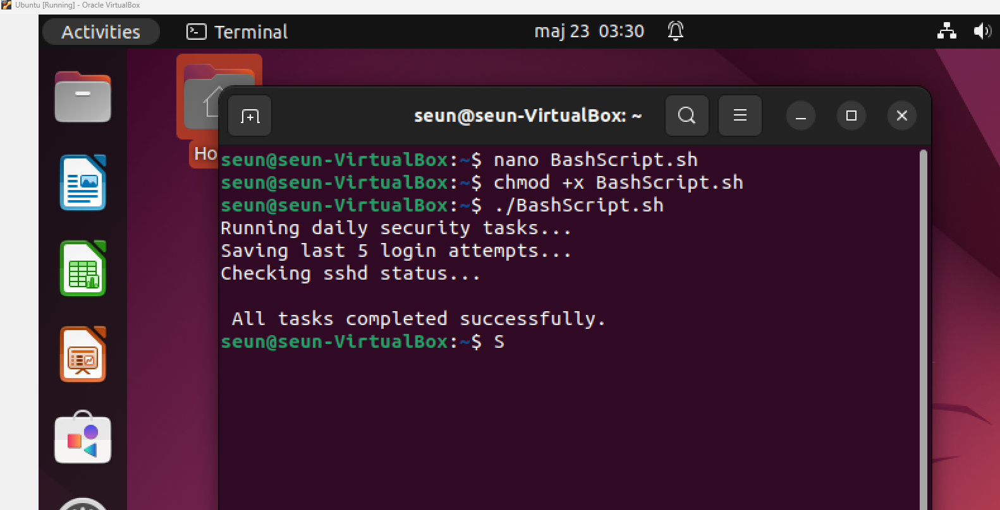 Ubuntu [Running] - Oracle VirtualBox
Activities
Terminal
maj 23 03:30
seun@seun-VirtualBox: ~
Ho
seun@seun-VirtualBox:~$ nano BashScript.sh
seun@seun-VirtualBox:~$ chmod +x BashScript.sh
seun@seun-VirtualBox:~$ ./BashScript.sh
Running daily security tasks...
Saving last 5 login attempts...
Checking sshd status...
All tasks completed successfully.
seun@seun-VirtualBox:~$ S